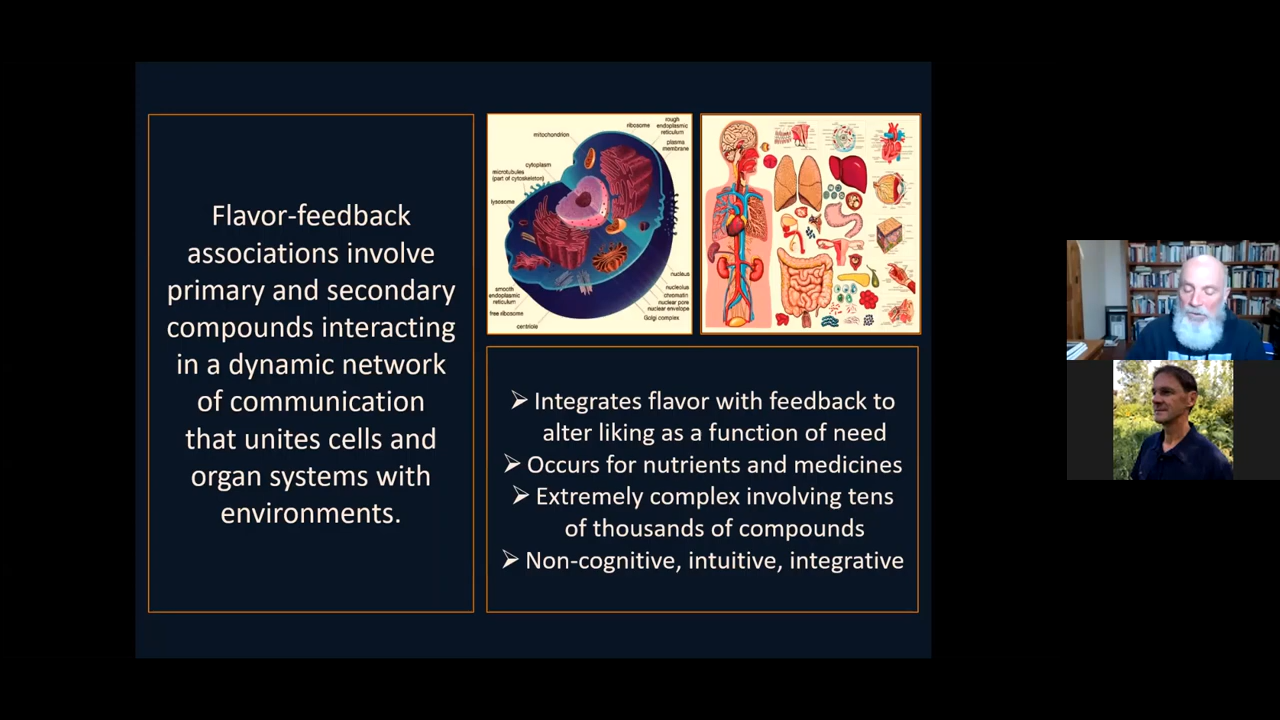 Flavor-feedback
associations involve
primary and secondary
compounds interacting
in a dynamic network
of communication
that unites cells and
organ systems with
environments.
mitochondrion
ribosome
rough
endoplasmic
reticulum
plasma
membrane
cytoplasm
microtubules
(part of cytoskeleton)
lysosome
smooth
endoplasmic
reticulum
free ribosome
centriole
nucleus
nucleolus
chromatin
nuclear pore
nuclear envelope
Golgi complex
➢ Integrates flavor with feedback to
alter liking as a function of need
➢ Occurs for nutrients and medicines
➢ Extremely complex involving tens
of thousands of compounds
➢ Non-cognitive, intuitive, integrative